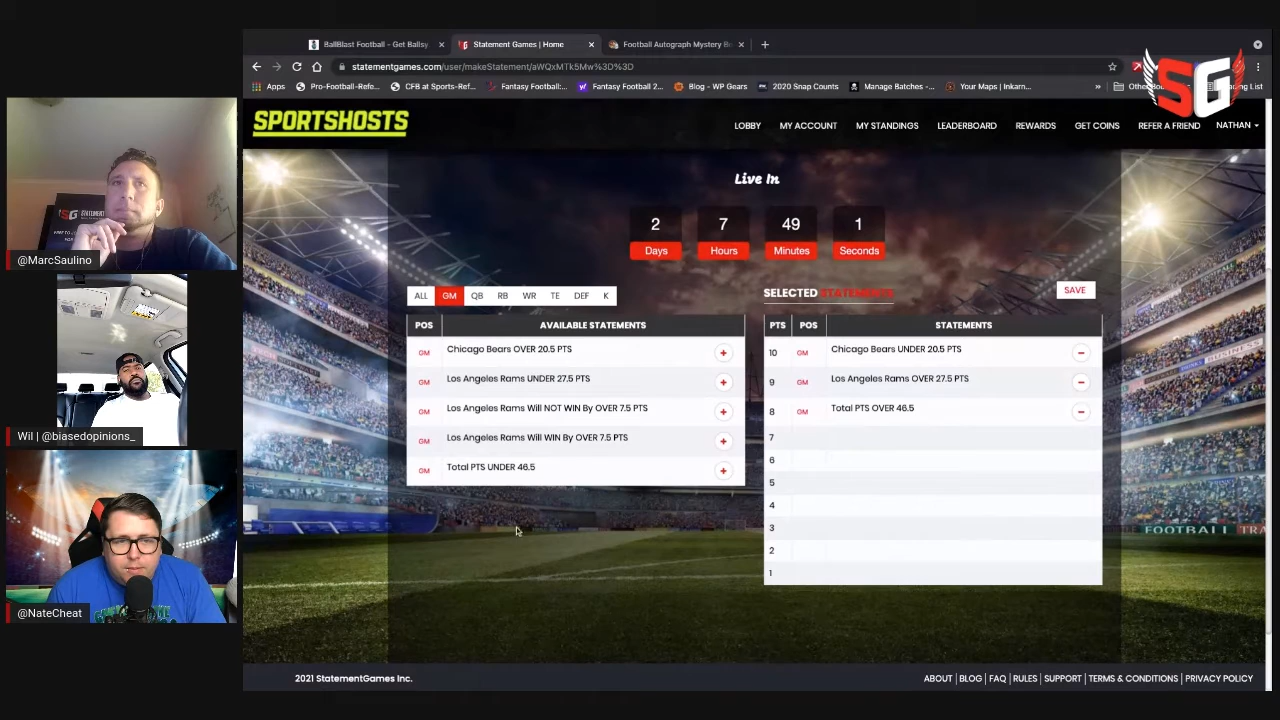 BallBlast Football - Get Ballsy
Statement Games | Home
Football Autograph Mystery B
statementgames.com/user/makeStatement/aWQxMTk5Mw%3D%3D
Apps
Pro-Football-Refe...
CFB at Sports-Ref...
Fantasy Football:...
Fantasy Football 2...
Blog - WP Gears
2020 Snap Counts
Manage Batches -...
Your Maps | Inkarn...
SG
SPORTSHOSTS
LOBBY
MY ACCOUNT
MY STANDINGS
LEADERBOARD
REWARDS
GET COINS
REFER A FRIEND
NATHAN
Live In
2 7 49 1
Days Hours Minutes Seconds
@MarcSaulino
Wil | @biasedopinions_
@NateCheat
ALL GM QB RB WR TE DEF K
POS AVAILABLE STATEMENTS
GM Chicago Bears OVER 20.5 PTS
GM Los Angeles Rams UNDER 27.5 PTS
GM Los Angeles Rams Will NOT WIN By OVER 7.5 PTS
GM Los Angeles Rams Will WIN By OVER 7.5 PTS
GM Total PTS UNDER 46.5
SELECTED STATEMENTS
SAVE
PTS POS STATEMENTS
10 GM Chicago Bears UNDER 20.5 PTS
9 GM Los Angeles Rams OVER 27.5 PTS
8 GM Total PTS OVER 46.5
7
6
5
4
3
2
1
FOOTBALL TRA
2021 StatementGames Inc.
ABOUT | BLOG | FAQ | RULES | SUPPORT | TERMS & CONDITIONS | PRIVACY POLICY